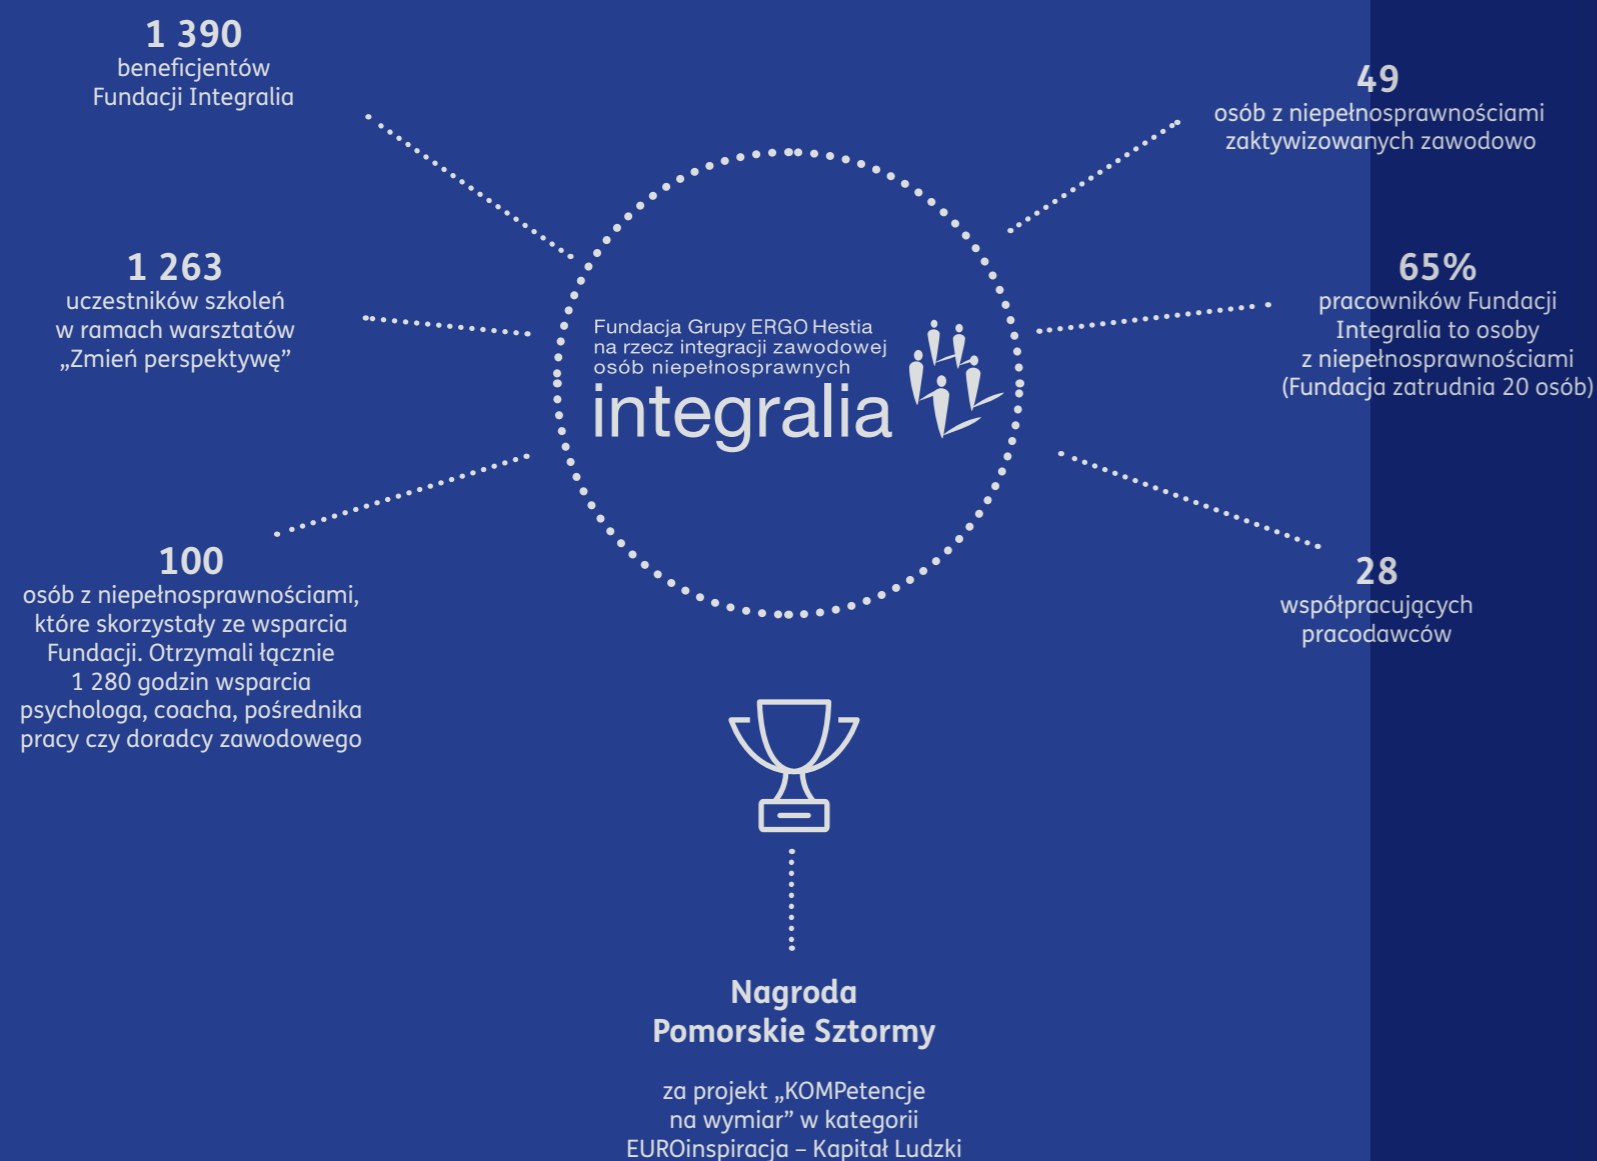 1 390
beneficjentów
Fundacji Integralia
1 263
uczestników szkoleń
w ramach warsztatów
„Zmień perspektywę”
100
osób z niepełnosprawnościami,
które skorzystały ze wsparcia
Fundacji. Otrzymali łącznie
1 280 godzin wsparcia
psychologa, coacha, pośrednika
pracy czy doradcy zawodowego
Fundacja Grupy ERGO Hestia
na rzecz integracji zawodowej
osób niepełnosprawnych
integralia
49
osób z niepełnosprawnościami
zaktywizowanych zawodowo
65%
pracowników Fundacji
Integralia to osoby
z niepełnosprawnościami
(Fundacja zatrudnia 20 osób)
28
współpracujących
pracodawców
Nagroda
Pomorskie Sztormy
za projekt „KOMPetencje
na wymiar” w kategorii
EUROinspiracja – Kapitał Ludzki